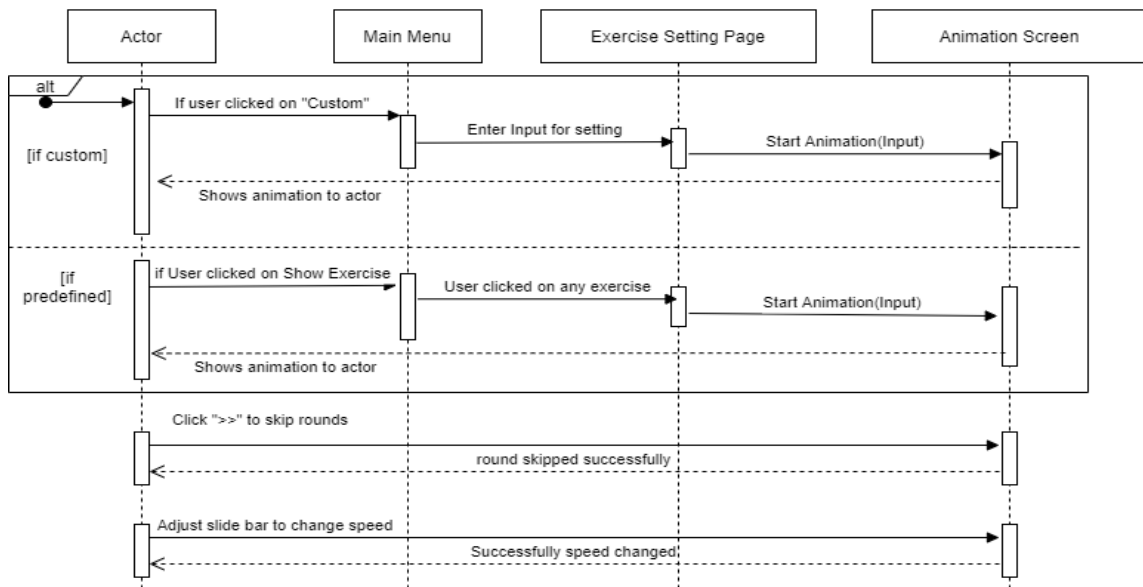 Actor
Main Menu
Exercise Setting Page
Animation Screen
alt
If user clicked on "Custom"
Enter Input for setting
Start Animation(Input)
[if custom]
Shows animation to actor
[if
predefined]
if User clicked on Show Exercise
User clicked on any exercise
Start Animation(Input)
Shows animation to actor
Click ">>" to skip rounds
round skipped successfully
Adjust slide bar to change speed
Successfully speed changed